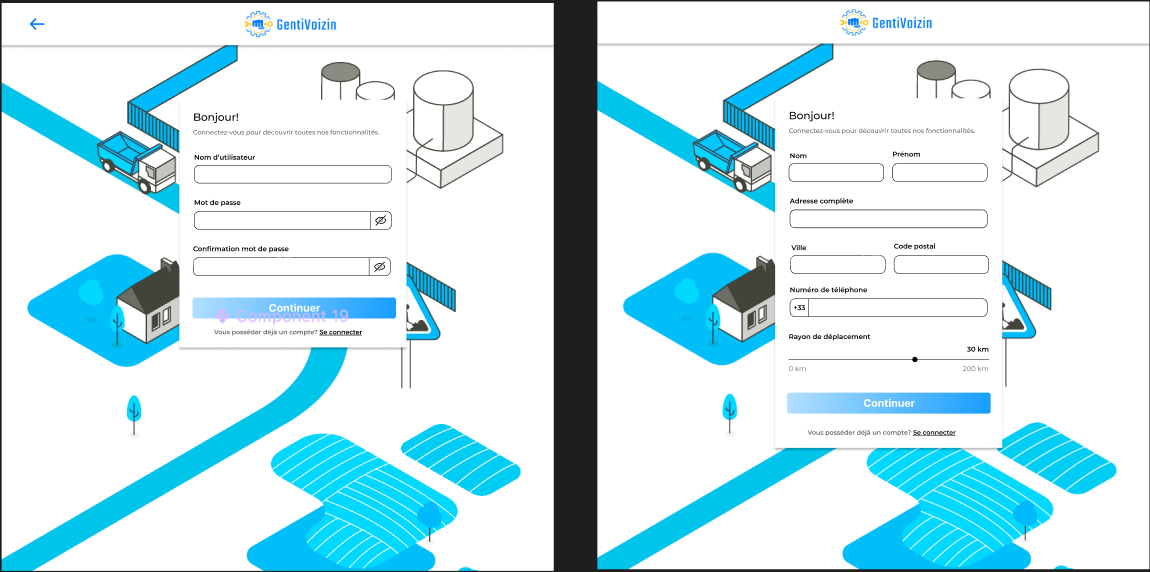 GentiVoizin
Bonjour!
Connectez-vous pour découvrir toutes nos fonctionnalités.
Nom d'utilisateur
Mot de passe
Confirmation mot de passe
Continuer
Component 19
Vous posséder déjà un compte? Se connecter
GentiVoizin
Bonjour!
Connectez-vous pour découvrir toutes nos fonctionnalités.
Nom Prénom
Adresse complète
Ville Code postal
Numéro de téléphone
+33
Rayon de déplacement
30 km
0 km 200 km
Continuer
Vous posséder déjà un compte? Se connecter